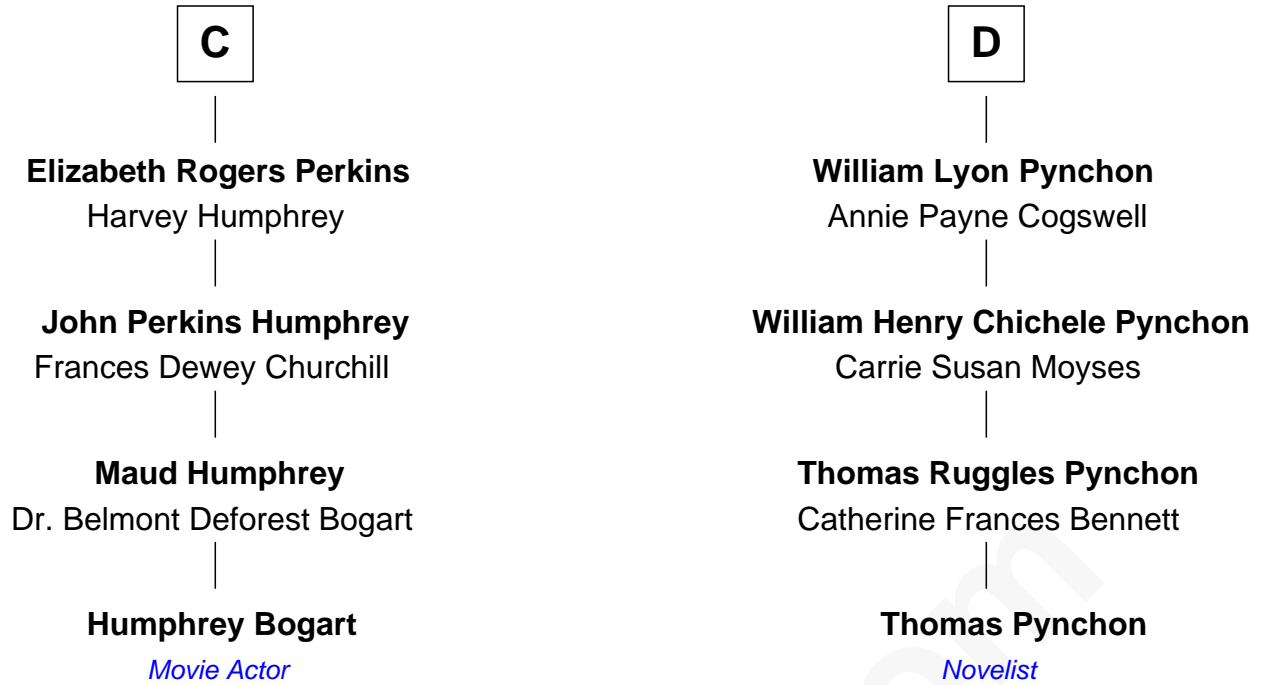 C
Elizabeth Rogers Perkins
Harvey Humphrey
John Perkins Humphrey
Frances Dewey Churchill
Maud Humphrey
Dr. Belmont Deforest Bogart
Humphrey Bogart
Movie Actor
D
William Lyon Pynchon
Annie Payne Cogswell
William Henry Chichele Pynchon
Carrie Susan Moyses
Thomas Ruggles Pynchon
Catherine Frances Bennett
Thomas Pynchon
Novelist